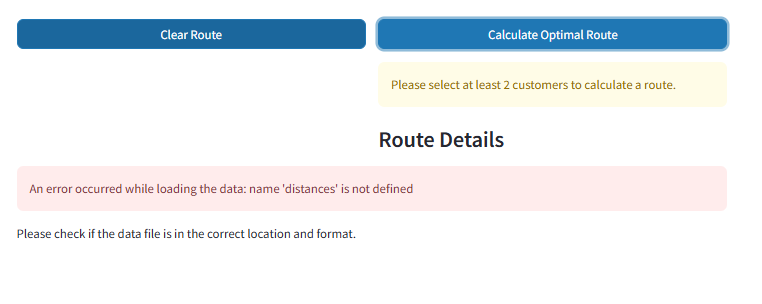 Clear Route
Calculate Optimal Route
Please select at least 2 customers to calculate a route.
Route Details
An error occurred while loading the data: name 'distances' is not defined
Please check if the data file is in the correct location and format.